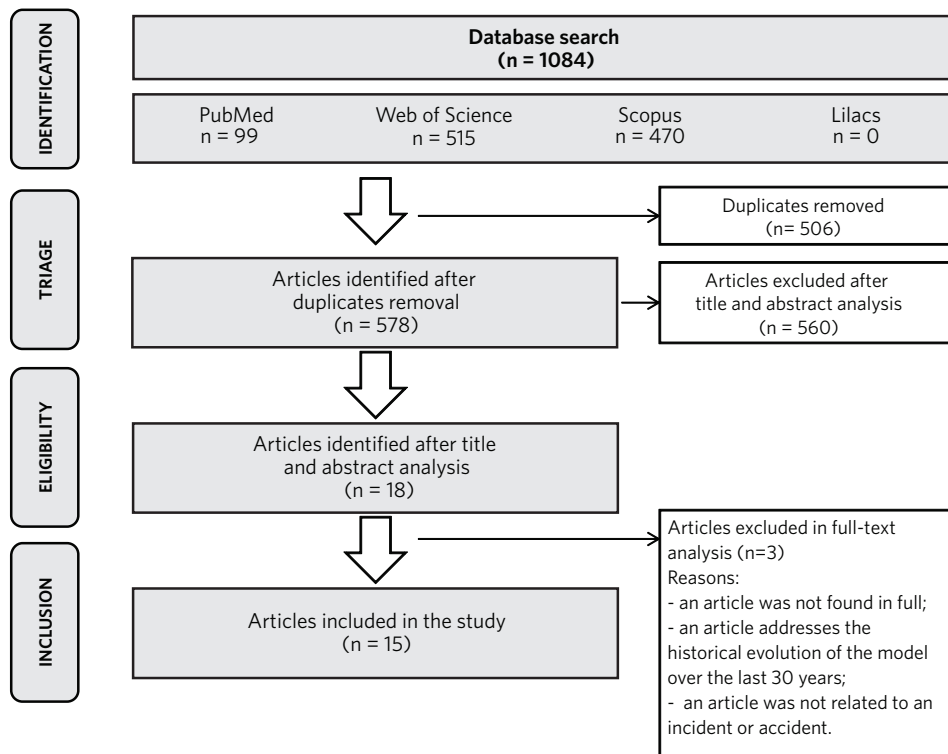 IDENTIFICATION
Database search
(n = 1084)
PubMed
n = 99
Web of Science
n = 515
Scopus
n = 470
Lilacs
n = 0
TRIAGE
Duplicates removed
(n= 506)
Articles identified after
duplicates removal
(n = 578)
Articles excluded after
title and abstract analysis
(n = 560)
ELIGIBILITY
Articles identified after title
and abstract analysis
(n = 18)
INCLUSION
Articles excluded in full-text
analysis (n=3)
Reasons:
- an article was not found in full;
- an article addresses the
historical evolution of the model
over the last 30 years;
- an article was not related to an
incident or accident.
Articles included in the study
(n = 15)